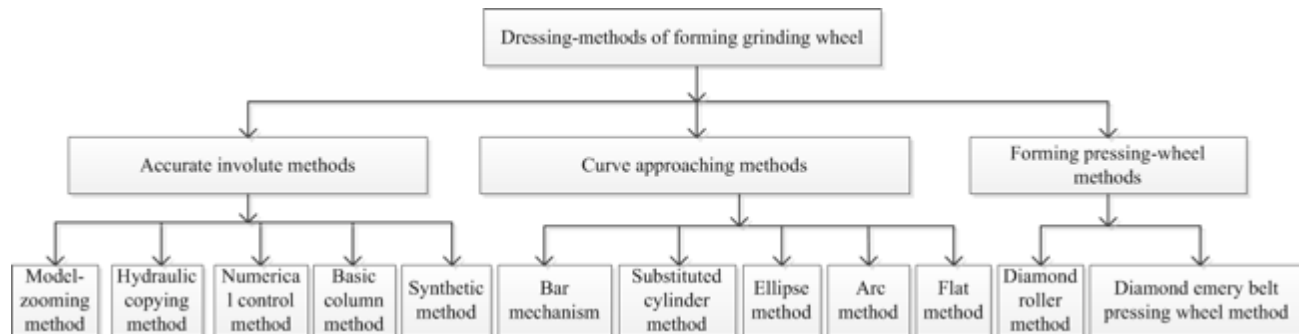 Dressing-methods of forming grinding wheel
Accurate involute methods
Curve approaching methods
Forming pressing-wheel
methods
Model-
zooming
method
Hydraulic
copying
method
Numerica
l control
method
Basic
column
method
Synthetic
method
Bar
mechanism
Substituted
cylinder
method
Ellipse
method
Arc
method
Flat
method
Diamond
roller
method
Diamond emery belt
pressing wheel method